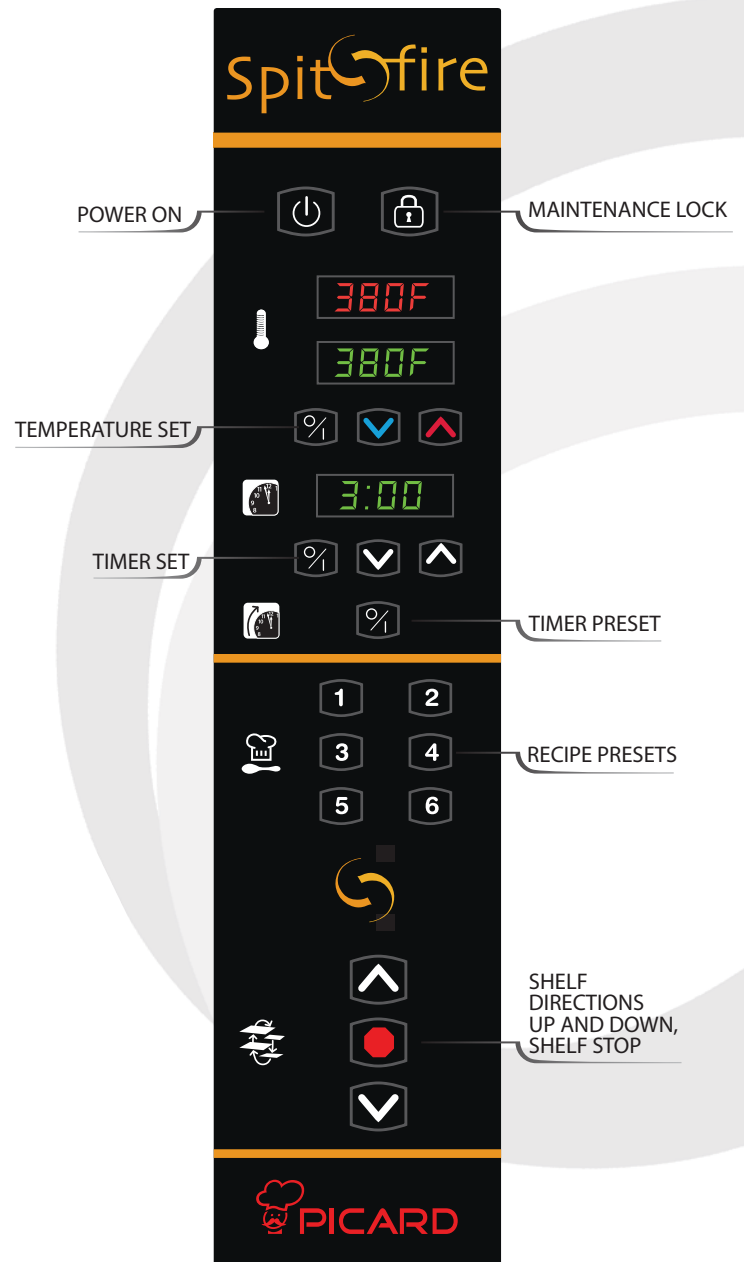 Spitfire
POWER ON
MAINTENANCE LOCK
380F
380F
TEMPERATURE SET
3:00
TIMER SET
TIMER PRESET
1 2
3 4
5 6
RECIPE PRESETS
SHELF
DIRECTIONS
UP AND DOWN,
SHELF STOP
PICARD